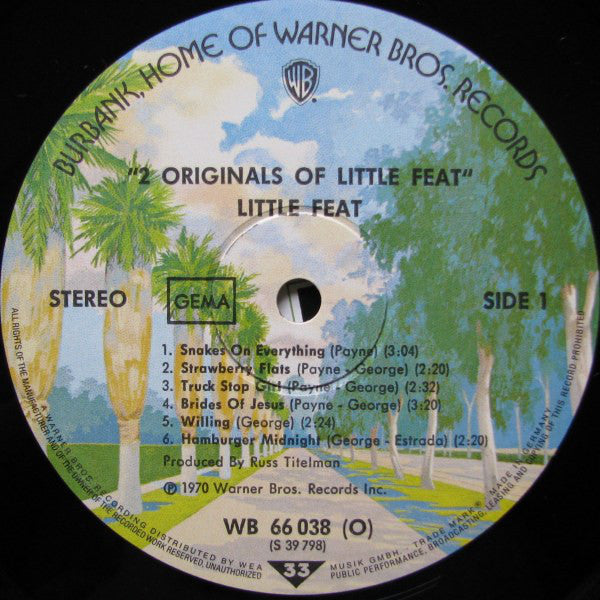 BURBANK, HOME OF WARNER BROS. RECORDS
WB
"2 ORIGINALS OF LITTLE FEAT"
LITTLE FEAT
STEREO
GEMA
SIDE 1
1. Snakes On Everything (Payne) (3:04)
2. Strawberry Flats (Payne - George) (2:20)
3. Truck Stop Girl (Payne - George) (2:32)
4. Brides Of Jesus (Payne - George) (3:20)
5. Willing (George) (2:24)
6. Hamburger Midnight (George - Estrada) (2:20)
Produced By Russ Titelman
℗ 1970 Warner Bros. Records Inc.
WB 66 038 (O)
(S 39 798)
33
A WARNER BROS. RECORDING DISTRIBUTED BY WEA MUSIK GMBH. TRADE MARKS MADE IN GERMANY
ALL RIGHTS OF THE MANUFACTURER AND OF THE OWNER OF THE RECORDED WORK RESERVED, UNAUTHORIZED PUBLIC PERFORMANCE, BROADCASTING, LEASING AND COPYING OF THIS RECORD PROHIBITED